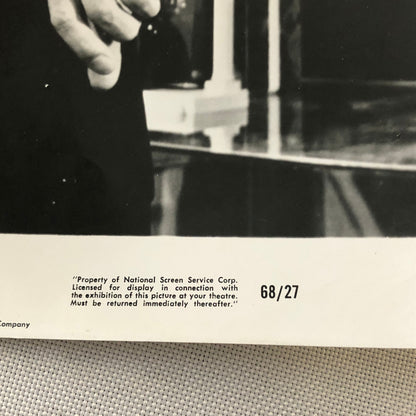 "Property of National Screen Service Corp.
Licensed for display in connection with
the exhibition of this picture at your theatre.
Must be returned immediately thereafter."
68/27
Company